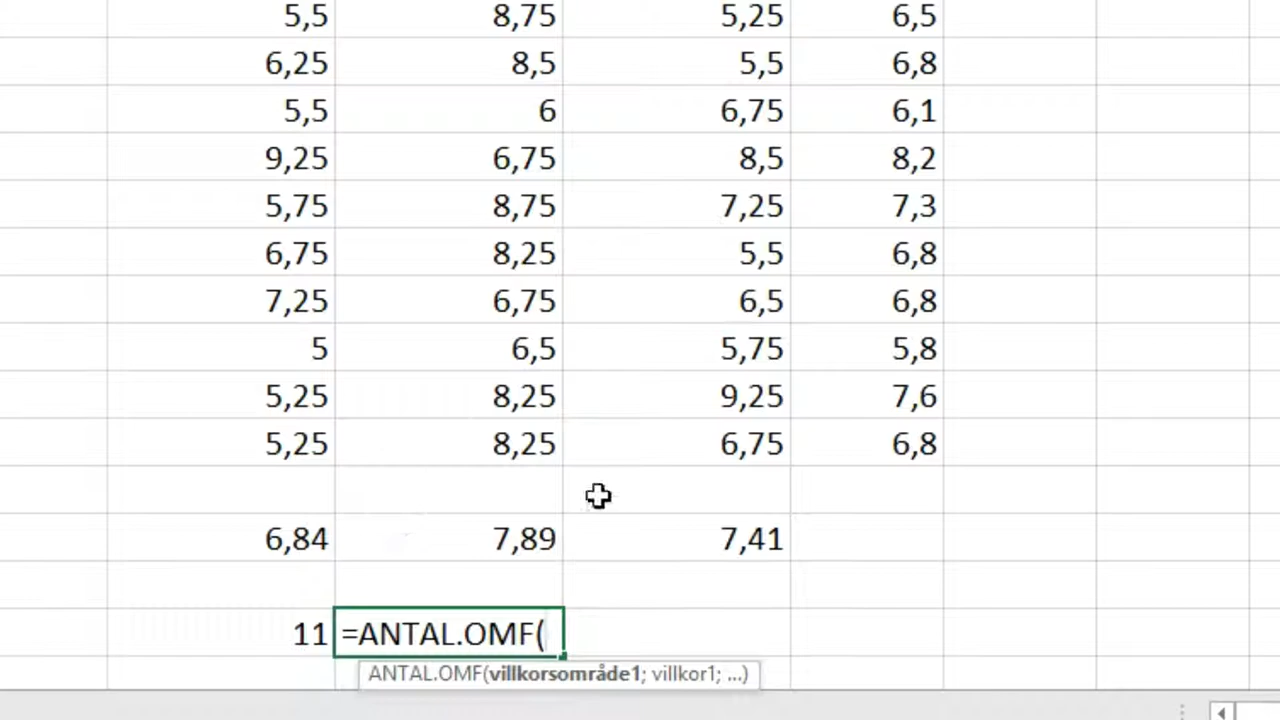 5,5 8,75 5,25 6,5
6,25 8,5 5,5 6,8
5,5 6 6,75 6,1
9,25 6,75 8,5 8,2
5,75 8,75 7,25 7,3
6,75 8,25 5,5 6,8
7,25 6,75 6,5 6,8
5 6,5 5,75 5,8
5,25 8,25 9,25 7,6
5,25 8,25 6,75 6,8
6,84 7,89 7,41
11 =ANTAL.OMF(
ANTAL.OMF(villkorsområde1; villkor1; ...)